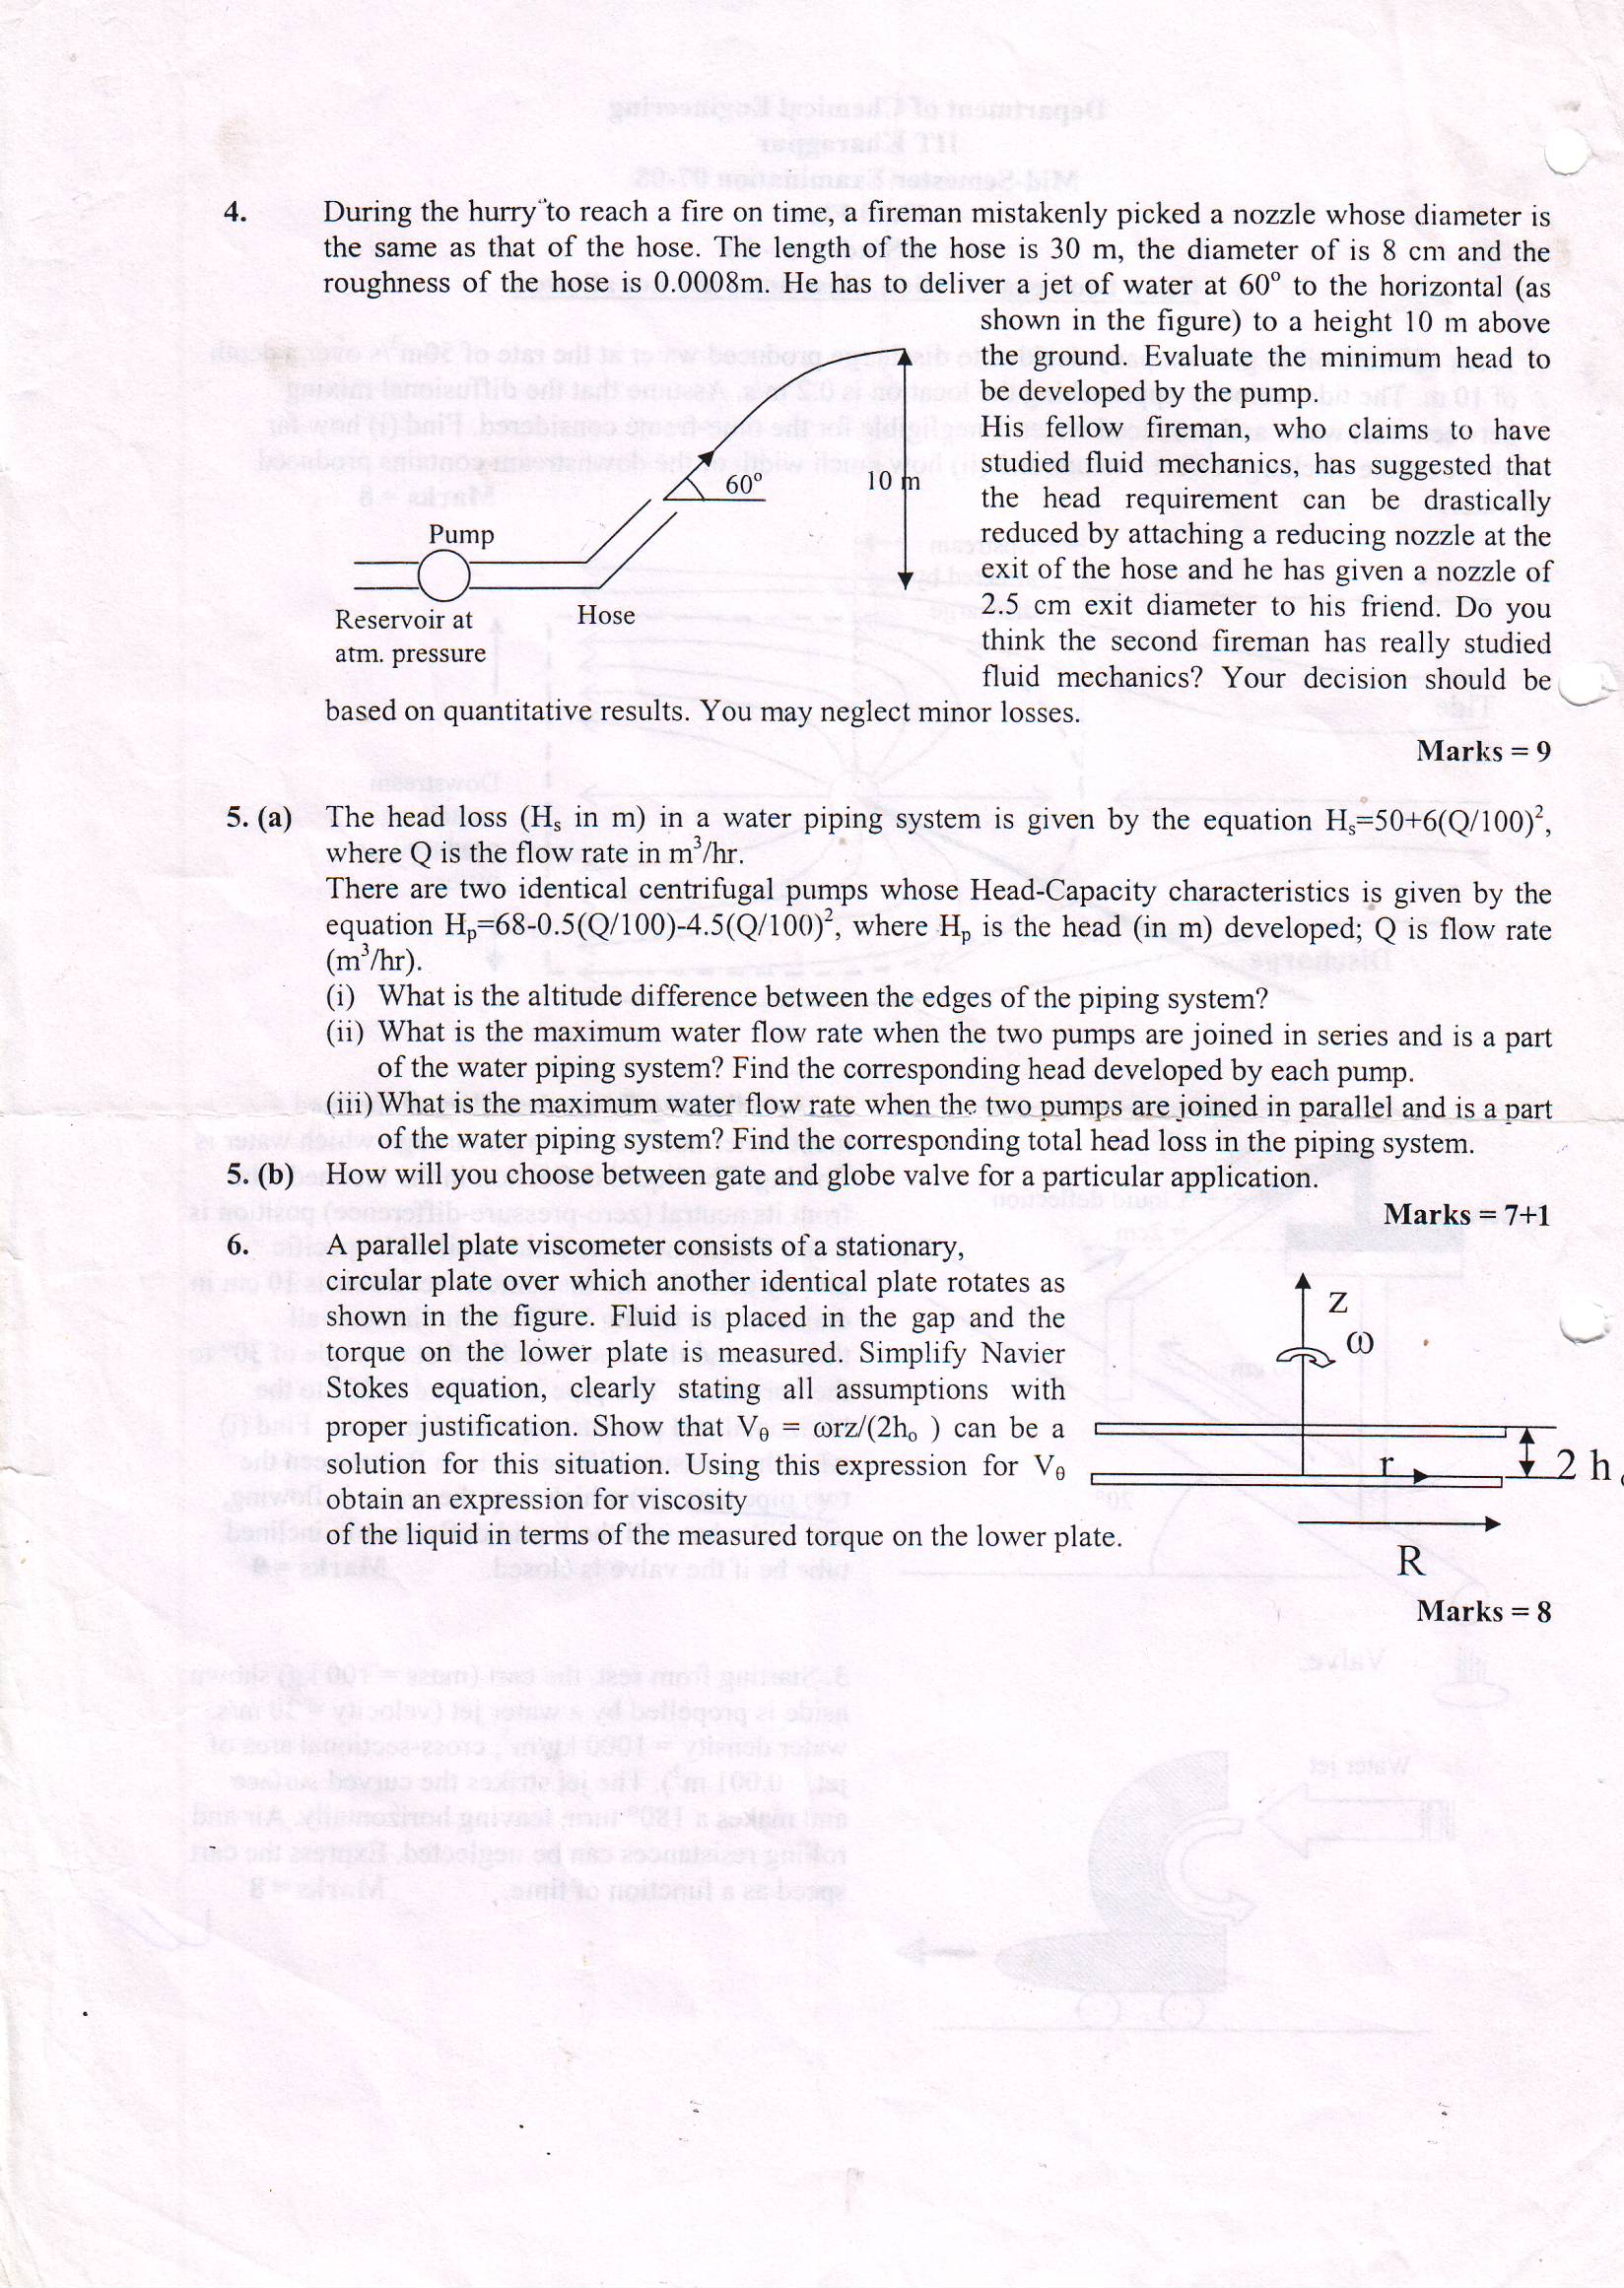 4. During the hurry to reach a fire on time, a fireman mistakenly picked a nozzle whose diameter is
the same as that of the hose. The length of the hose is 30 m, the diameter of is 8 cm and the
roughness of the hose is 0.0008m. He has to deliver a jet of water at 60° to the horizontal (as
shown in the figure) to a height 10 m above
the ground. Evaluate the minimum head to
be developed by the pump.
His fellow fireman, who claims to have
studied fluid mechanics, has suggested that
the head requirement can be drastically
reduced by attaching a reducing nozzle at the
exit of the hose and he has given a nozzle of
2.5 cm exit diameter to his friend. Do you
think the second fireman has really studied
fluid mechanics? Your decision should be
based on quantitative results. You may neglect minor losses.
60°
10 m
Pump
Reservoir at
atm. pressure
Hose
Marks = 9
5. (a) The head loss (Hₛ in m) in a water piping system is given by the equation Hₛ=50+6(Q/100)²,
where Q is the flow rate in m³/hr.
There are two identical centrifugal pumps whose Head-Capacity characteristics is given by the
equation Hₚ=68-0.5(Q/100)-4.5(Q/100)², where Hₚ is the head (in m) developed; Q is flow rate
(m³/hr).
(i) What is the altitude difference between the edges of the piping system?
(ii) What is the maximum water flow rate when the two pumps are joined in series and is a part
of the water piping system? Find the corresponding head developed by each pump.
(iii) What is the maximum water flow rate when the two pumps are joined in parallel and is a part
of the water piping system? Find the corresponding total head loss in the piping system.
5. (b) How will you choose between gate and globe valve for a particular application.
Marks = 7+1
6. A parallel plate viscometer consists of a stationary,
circular plate over which another identical plate rotates as
shown in the figure. Fluid is placed in the gap and the
torque on the lower plate is measured. Simplify Navier
Stokes equation, clearly stating all assumptions with
proper justification. Show that V_θ = ωrz/(2hₒ ) can be a
solution for this situation. Using this expression for V_θ
obtain an expression for viscosity
of the liquid in terms of the measured torque on the lower plate.
z
ω
r
2 h
R
Marks = 8